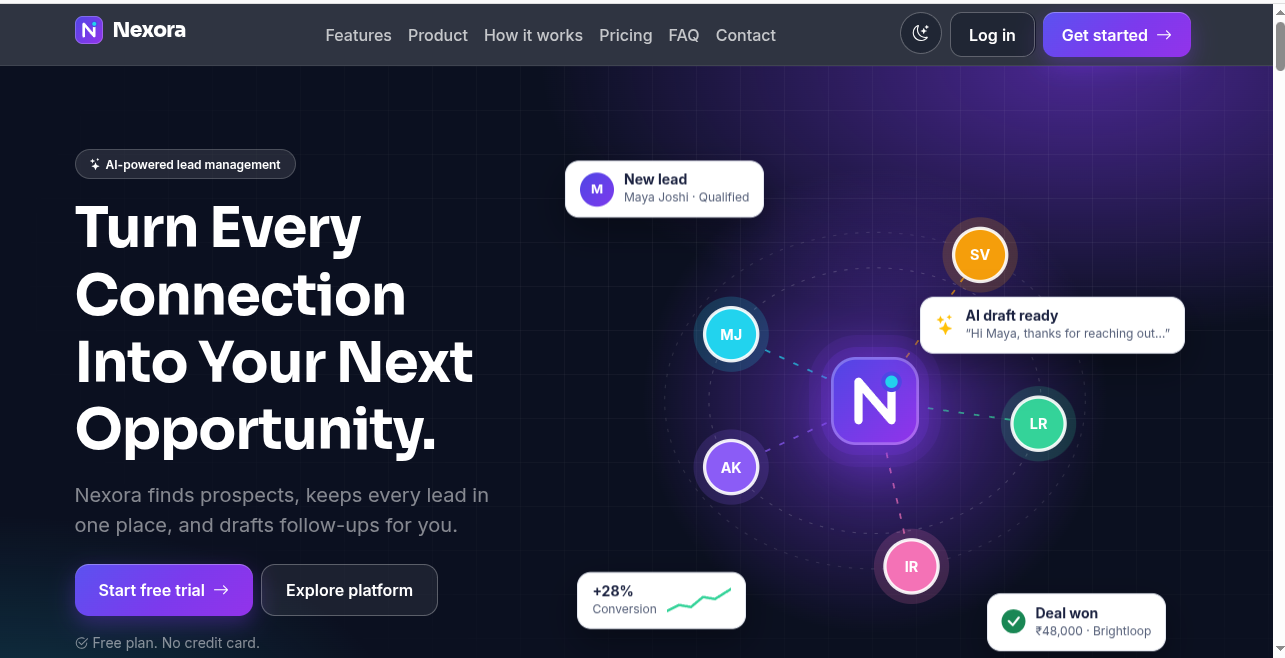 Nexora
Features Product How it works Pricing FAQ Contact
Log in
Get started →
AI-powered lead management
Turn Every
Connection
Into Your Next
Opportunity.
Nexora finds prospects, keeps every lead in
one place, and drafts follow-ups for you.
Start free trial →
Explore platform
Free plan. No credit card.
M
New lead
Maya Joshi · Qualified
SV
AI draft ready
“Hi Maya, thanks for reaching out…”
MJ
N
LR
AK
IR
+28%
Conversion
Deal won
₹48,000 · Brightloop